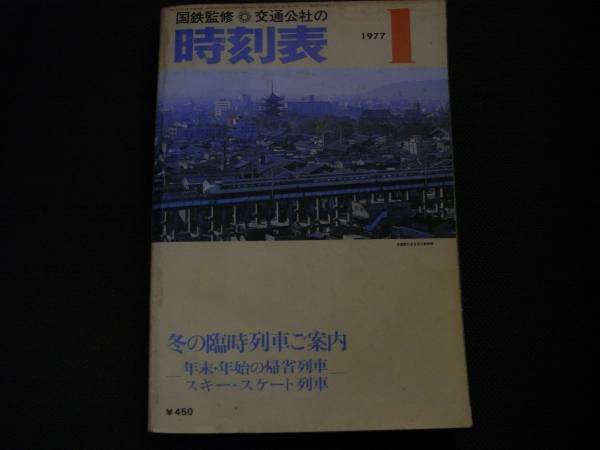 国鉄監修 交通公社の
時刻表
1977
1
冬の臨時列車ご案内
年末・年始の帰省列車
スキー・スケート列車
¥450